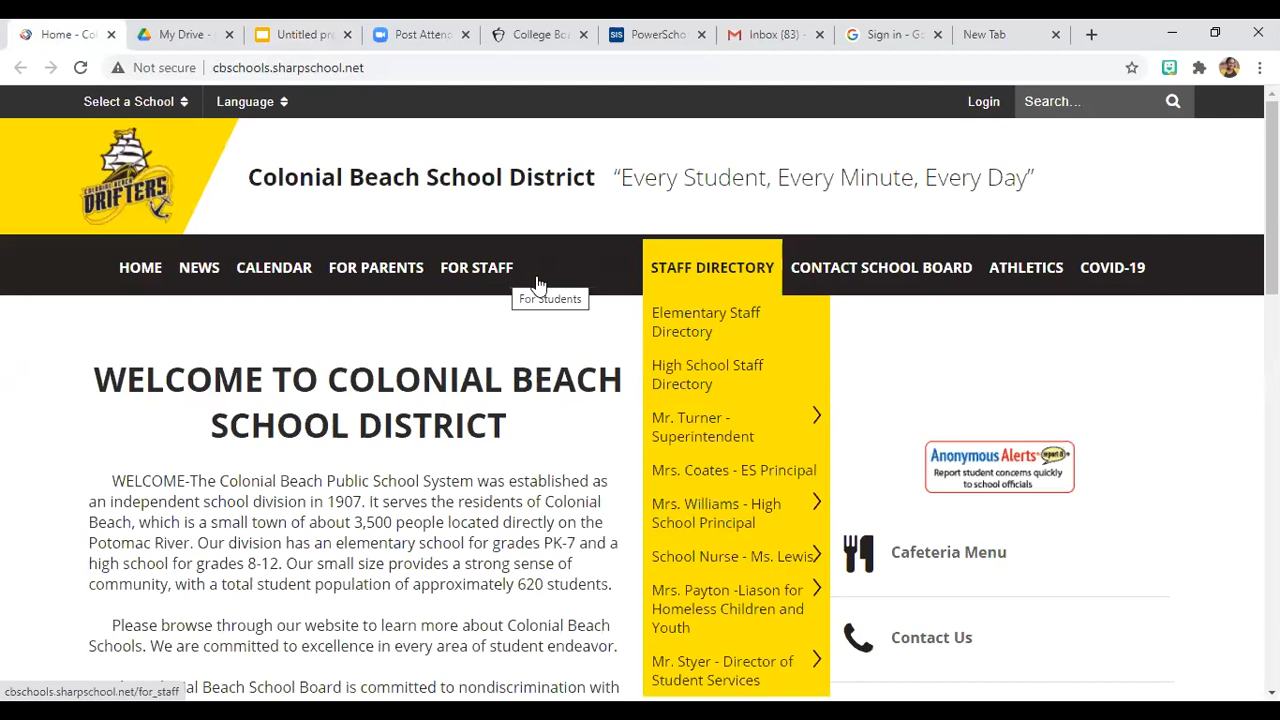 Home - Co
My Drive -
Untitled pr
Post Atten
College Bo
SIS
PowerScho
Inbox (83) -
Sign in - G
New Tab
Not secure
cbschools.sharpschool.net
Select a School
Language
Login
Search...
COLONIAL BEACH
DRIFTERS
Colonial Beach School District
“Every Student, Every Minute, Every Day”
HOME
NEWS
CALENDAR
FOR PARENTS
FOR STAFF
STAFF DIRECTORY
CONTACT SCHOOL BOARD
ATHLETICS
COVID-19
For Students
Elementary Staff
Directory
High School Staff
Directory
Mr. Turner -
Superintendent
Mrs. Coates - ES Principal
Mrs. Williams - High
School Principal
School Nurse - Ms. Lewis
Mrs. Payton -Liason for
Homeless Children and
Youth
Mr. Styer - Director of
Student Services
WELCOME TO COLONIAL BEACH
SCHOOL DISTRICT
WELCOME-The Colonial Beach Public School System was established as
an independent school division in 1907. It serves the residents of Colonial
Beach, which is a small town of about 3,500 people located directly on the
Potomac River. Our division has an elementary school for grades PK-7 and a
high school for grades 8-12. Our small size provides a strong sense of
community, with a total student population of approximately 620 students.
Please browse through our website to learn more about Colonial Beach
Schools. We are committed to excellence in every area of student endeavor.
ial Beach School Board is committed to nondiscrimination with
Anonymous Alerts report it
Report student concerns quickly
to school officials
Cafeteria Menu
Contact Us
cbschools.sharpschool.net/for_staff